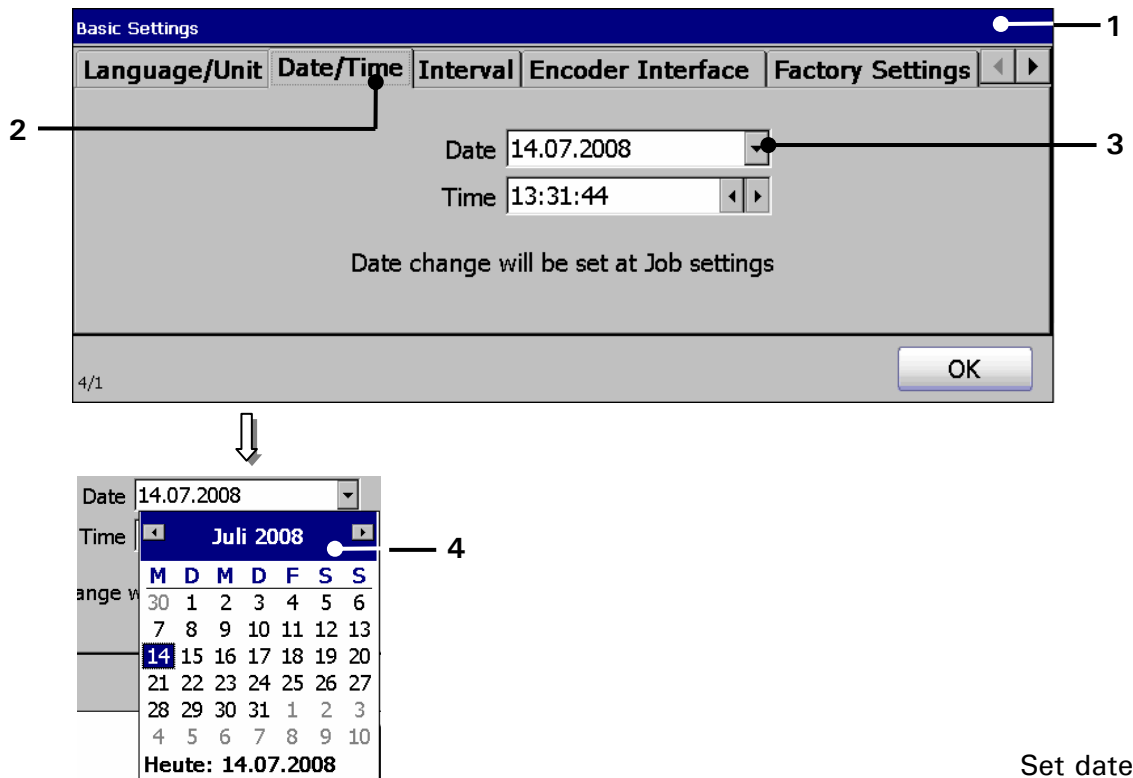 Basic Settings
1
Language/Unit Date/Time Interval Encoder Interface Factory Settings
2
Date 14.07.2008
3
Time 13:31:44
Date change will be set at Job settings
OK
4/1
Date 14.07.2008
Time
Juli 2008
4
M D M D F S S
ange w
30 1 2 3 4 5 6
7 8 9 10 11 12 13
14 15 16 17 18 19 20
21 22 23 24 25 26 27
28 29 30 31 1 2 3
4 5 6 7 8 9 10
Heute: 14.07.2008
Set date